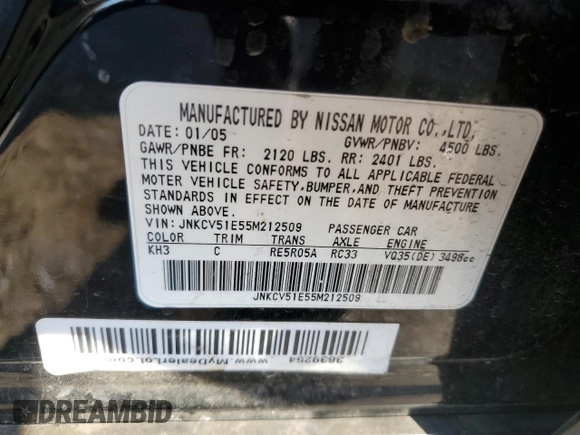 MANUFACTURED BY NISSAN MOTOR CO.,LTD.
DATE: 01/05 GVWR/PNBV: 4500 LBS.
GAWR/PNBE FR: 2120 LBS. RR: 2401 LBS.
THIS VEHICLE CONFORMS TO ALL APPLICABLE FEDERAL
MOTER VEHICLE SAFETY,BUMPER,AND THEFT PREVENTION
STANDARDS IN EFFECT ON THE DATE OF MANUFACTURE
SHOWN ABOVE.
VIN: JNKCV51E55M212509 PASSENGER CAR
COLOR TRIM TRANS AXLE ENGINE
KH3 C RE5R05A RC33 VQ35(DE) 3498cc
JNKCV51E55M212509
www.MyDealerLot.com 3639254
DREAMBID